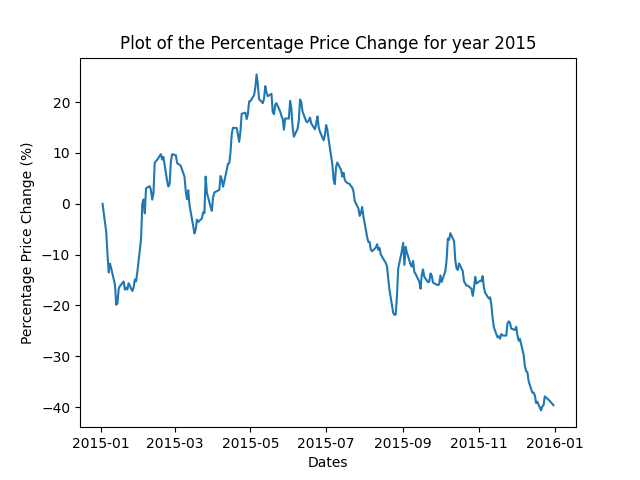 Plot of the Percentage Price Change for year 2015
Percentage Price Change (%)
20
10
0
−10
−20
−30
−40
2015-01 2015-03 2015-05 2015-07 2015-09 2015-11 2016-01
Dates